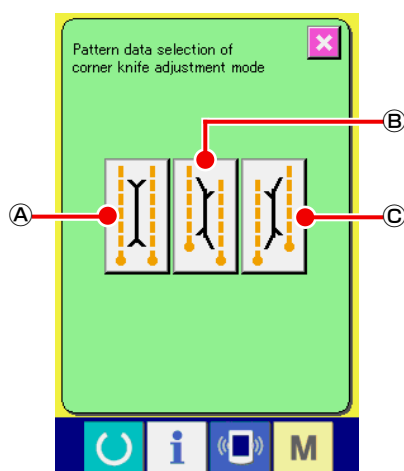 Pattern data selection of
corner knife adjustment mode
Ⓑ
Ⓐ
Ⓒ
i
M